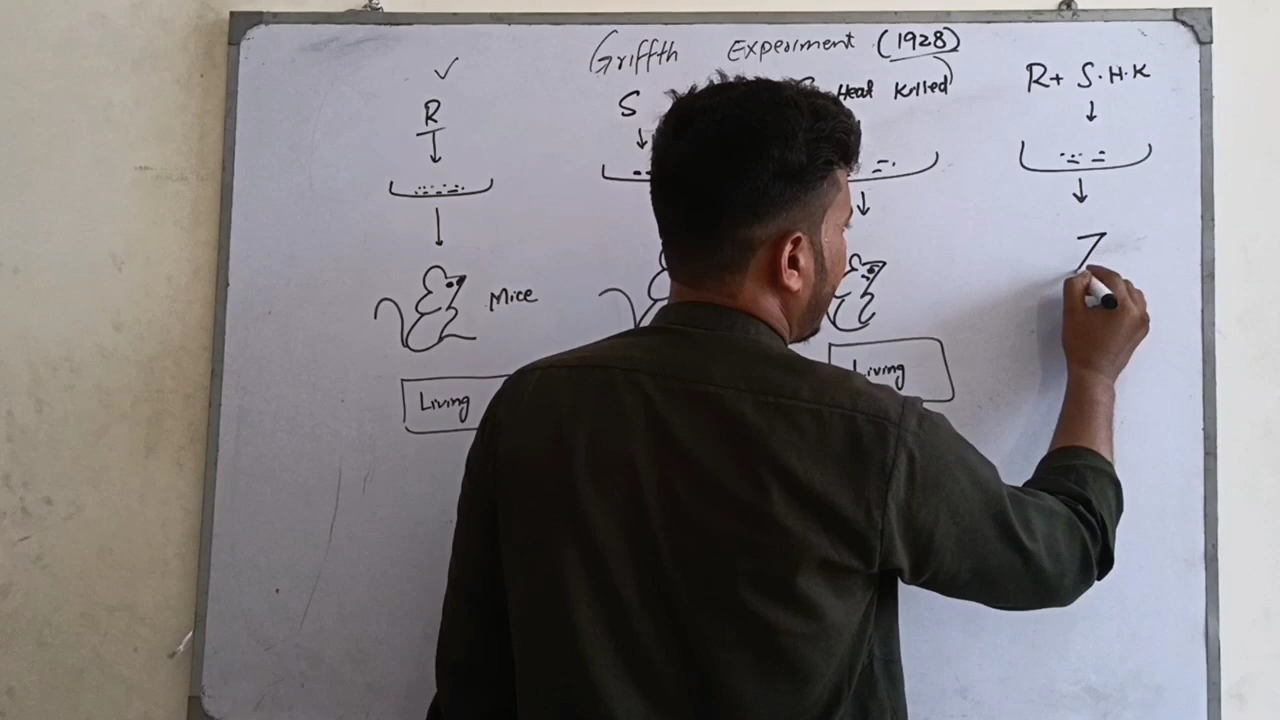 Griffth Experiment (1928)
R
S
Heat Killed
R+ S.H.K
Mice
Living
Living